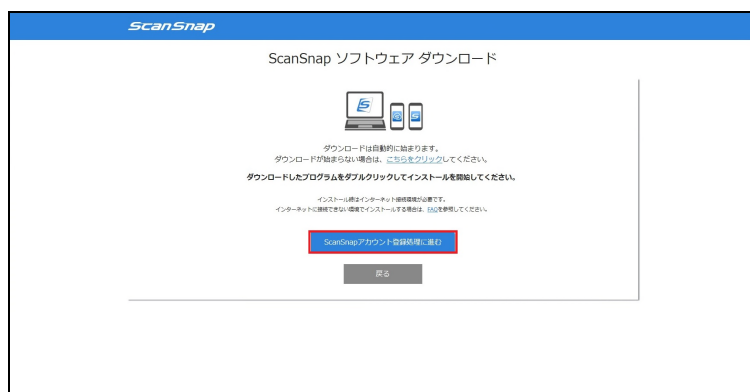 ScanSnap
ScanSnap ソフトウェア ダウンロード
ダウンロードは自動的に始まります。
ダウンロードが始まらない場合は、こちらをクリックしてください。
ダウンロードしたプログラムをダブルクリックしてインストールを開始してください。
インストール時はインターネット接続環境が必要です。
インターネットに接続できない環境でインストールする場合は、FAQを参照してください。
ScanSnapアカウント登録処理に進む
戻る